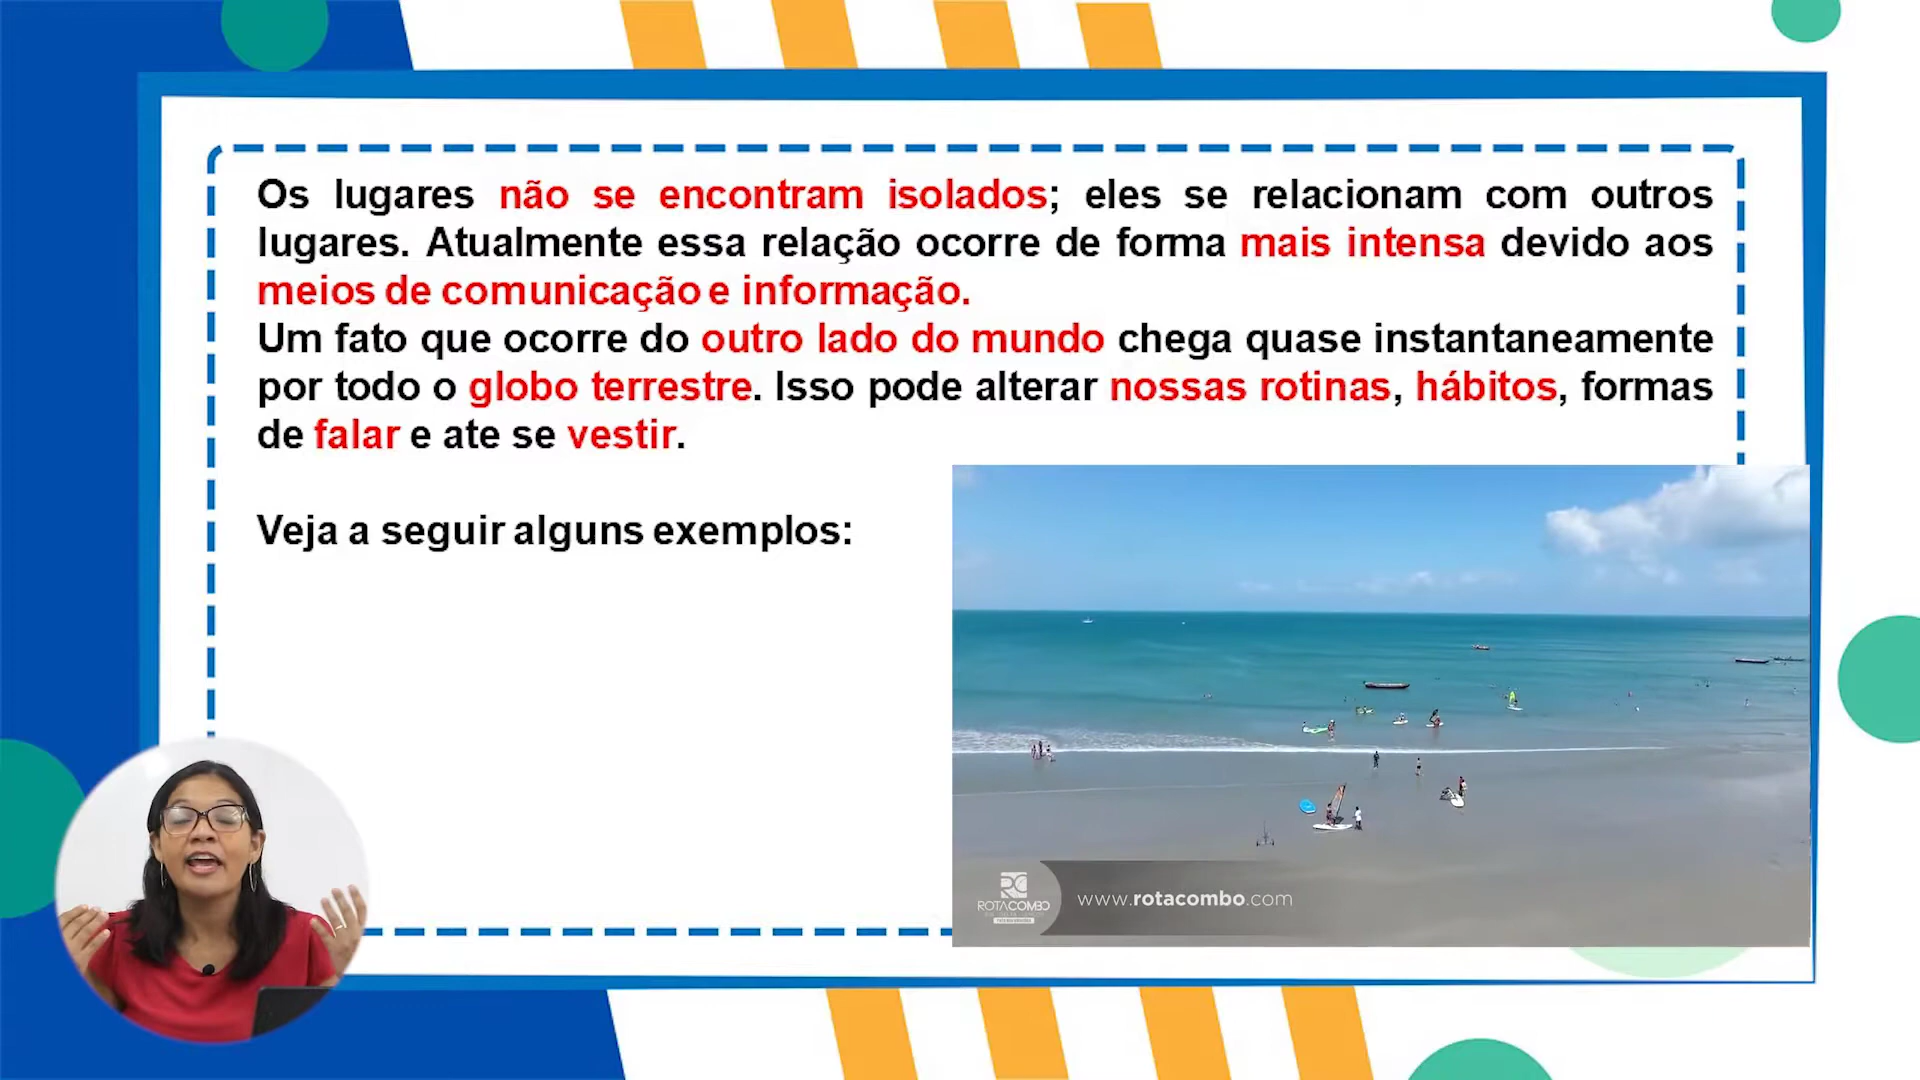 Os lugares não se encontram isolados; eles se relacionam com outros
lugares. Atualmente essa relação ocorre de forma mais intensa devido aos
meios de comunicação e informação.
Um fato que ocorre do outro lado do mundo chega quase instantaneamente
por todo o globo terrestre. Isso pode alterar nossas rotinas, hábitos, formas
de falar e ate se vestir.
Veja a seguir alguns exemplos:
ROTACOMBO
www.rotacombo.com